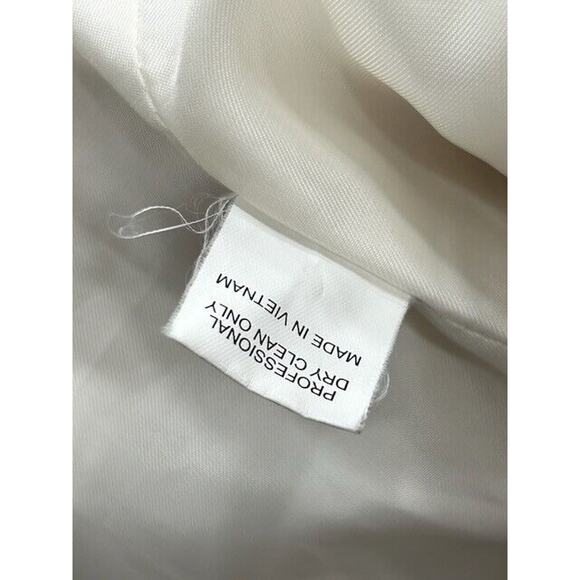 PROFESSIONAL
DRY CLEAN ONLY
MADE IN VIETNAM